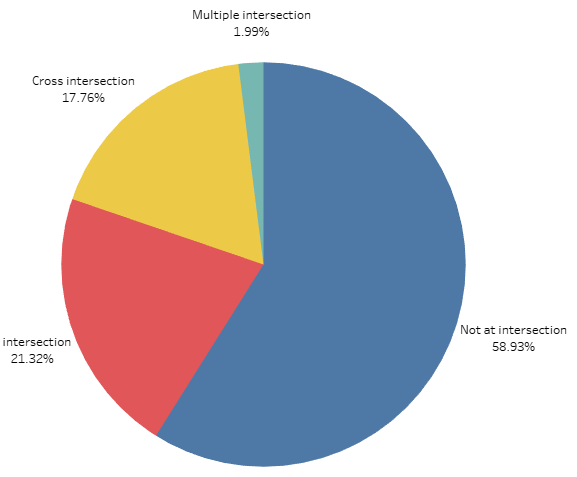 Multiple intersection
1.99%
Cross intersection
17.76%
Not at intersection
58.93%
intersection
21.32%